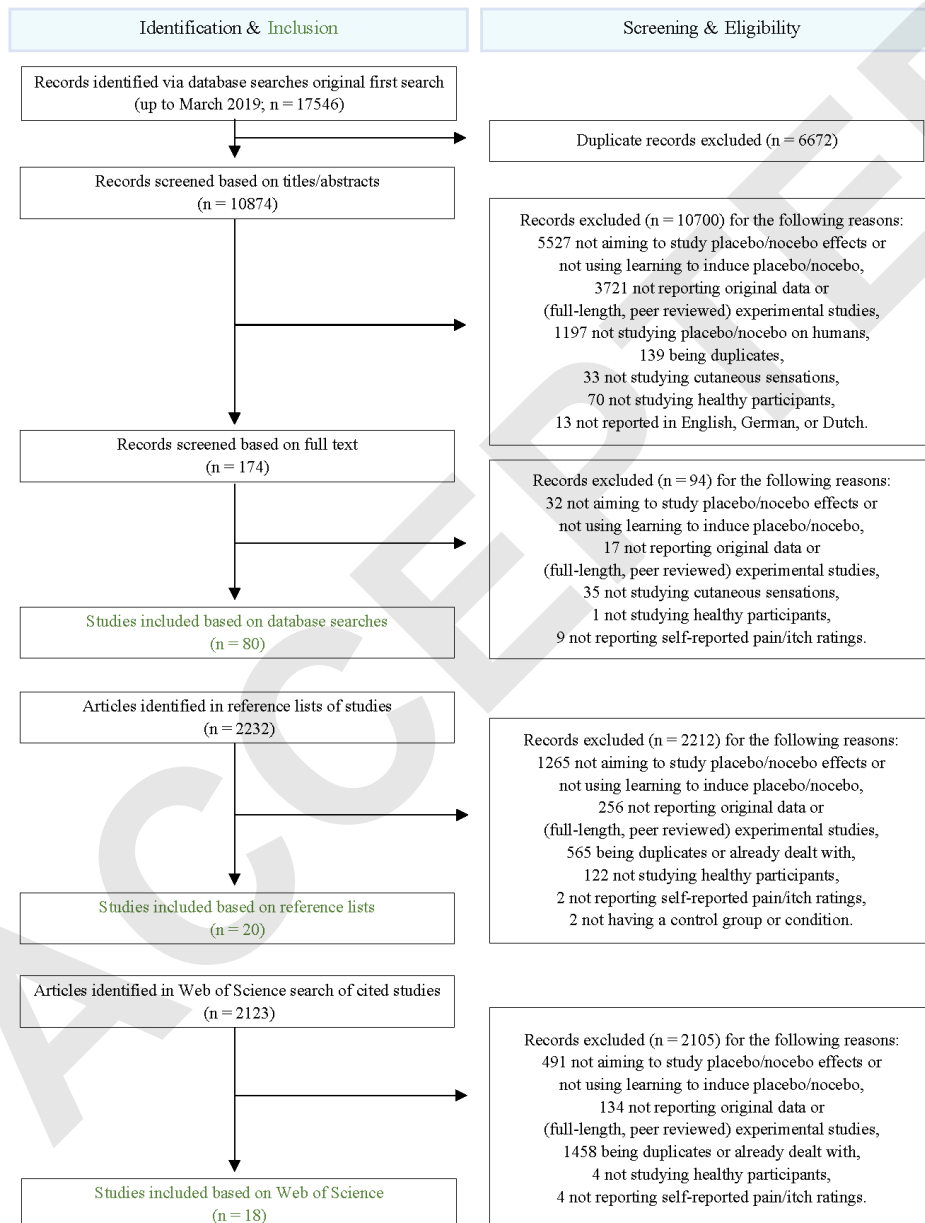 Identification & Inclusion
Screening & Eligibility
Records identified via database searches original first search
(up to March 2019; n = 17546)
Duplicate records excluded (n = 6672)
Records screened based on titles/abstracts
(n = 10874)
Records excluded (n = 10700) for the following reasons:
5527 not aiming to study placebo/nocebo effects or
not using learning to induce placebo/nocebo,
3721 not reporting original data or
(full-length, peer reviewed) experimental studies,
1197 not studying placebo/nocebo on humans,
139 being duplicates,
33 not studying cutaneous sensations,
70 not studying healthy participants,
13 not reported in English, German, or Dutch.
Records screened based on full text
(n = 174)
Records excluded (n = 94) for the following reasons:
32 not aiming to study placebo/nocebo effects or
not using learning to induce placebo/nocebo,
17 not reporting original data or
(full-length, peer reviewed) experimental studies,
35 not studying cutaneous sensations,
1 not studying healthy participants,
9 not reporting self-reported pain/itch ratings.
Studies included based on database searches
(n = 80)
Articles identified in reference lists of studies
(n = 2232)
Records excluded (n = 2212) for the following reasons:
1265 not aiming to study placebo/nocebo effects or
not using learning to induce placebo/nocebo,
256 not reporting original data or
(full-length, peer reviewed) experimental studies,
565 being duplicates or already dealt with,
122 not studying healthy participants,
2 not reporting self-reported pain/itch ratings,
2 not having a control group or condition.
Studies included based on reference lists
(n = 20)
Articles identified in Web of Science search of cited studies
(n = 2123)
Records excluded (n = 2105) for the following reasons:
491 not aiming to study placebo/nocebo effects or
not using learning to induce placebo/nocebo,
134 not reporting original data or
(full-length, peer reviewed) experimental studies,
1458 being duplicates or already dealt with,
4 not studying healthy participants,
4 not reporting self-reported pain/itch ratings.
Studies included based on Web of Science
(n = 18)
ACCEPTE